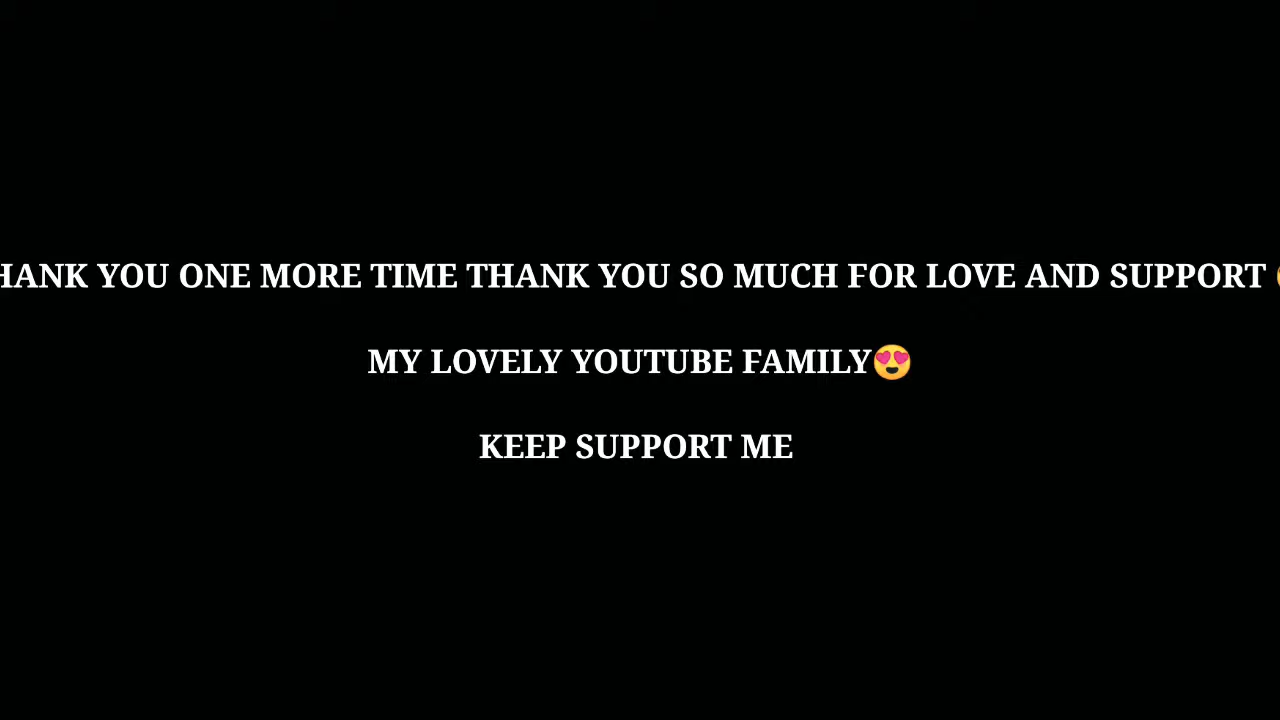 HANK YOU ONE MORE TIME THANK YOU SO MUCH FOR LOVE AND SUPPORT
MY LOVELY YOUTUBE FAMILY😍
KEEP SUPPORT ME